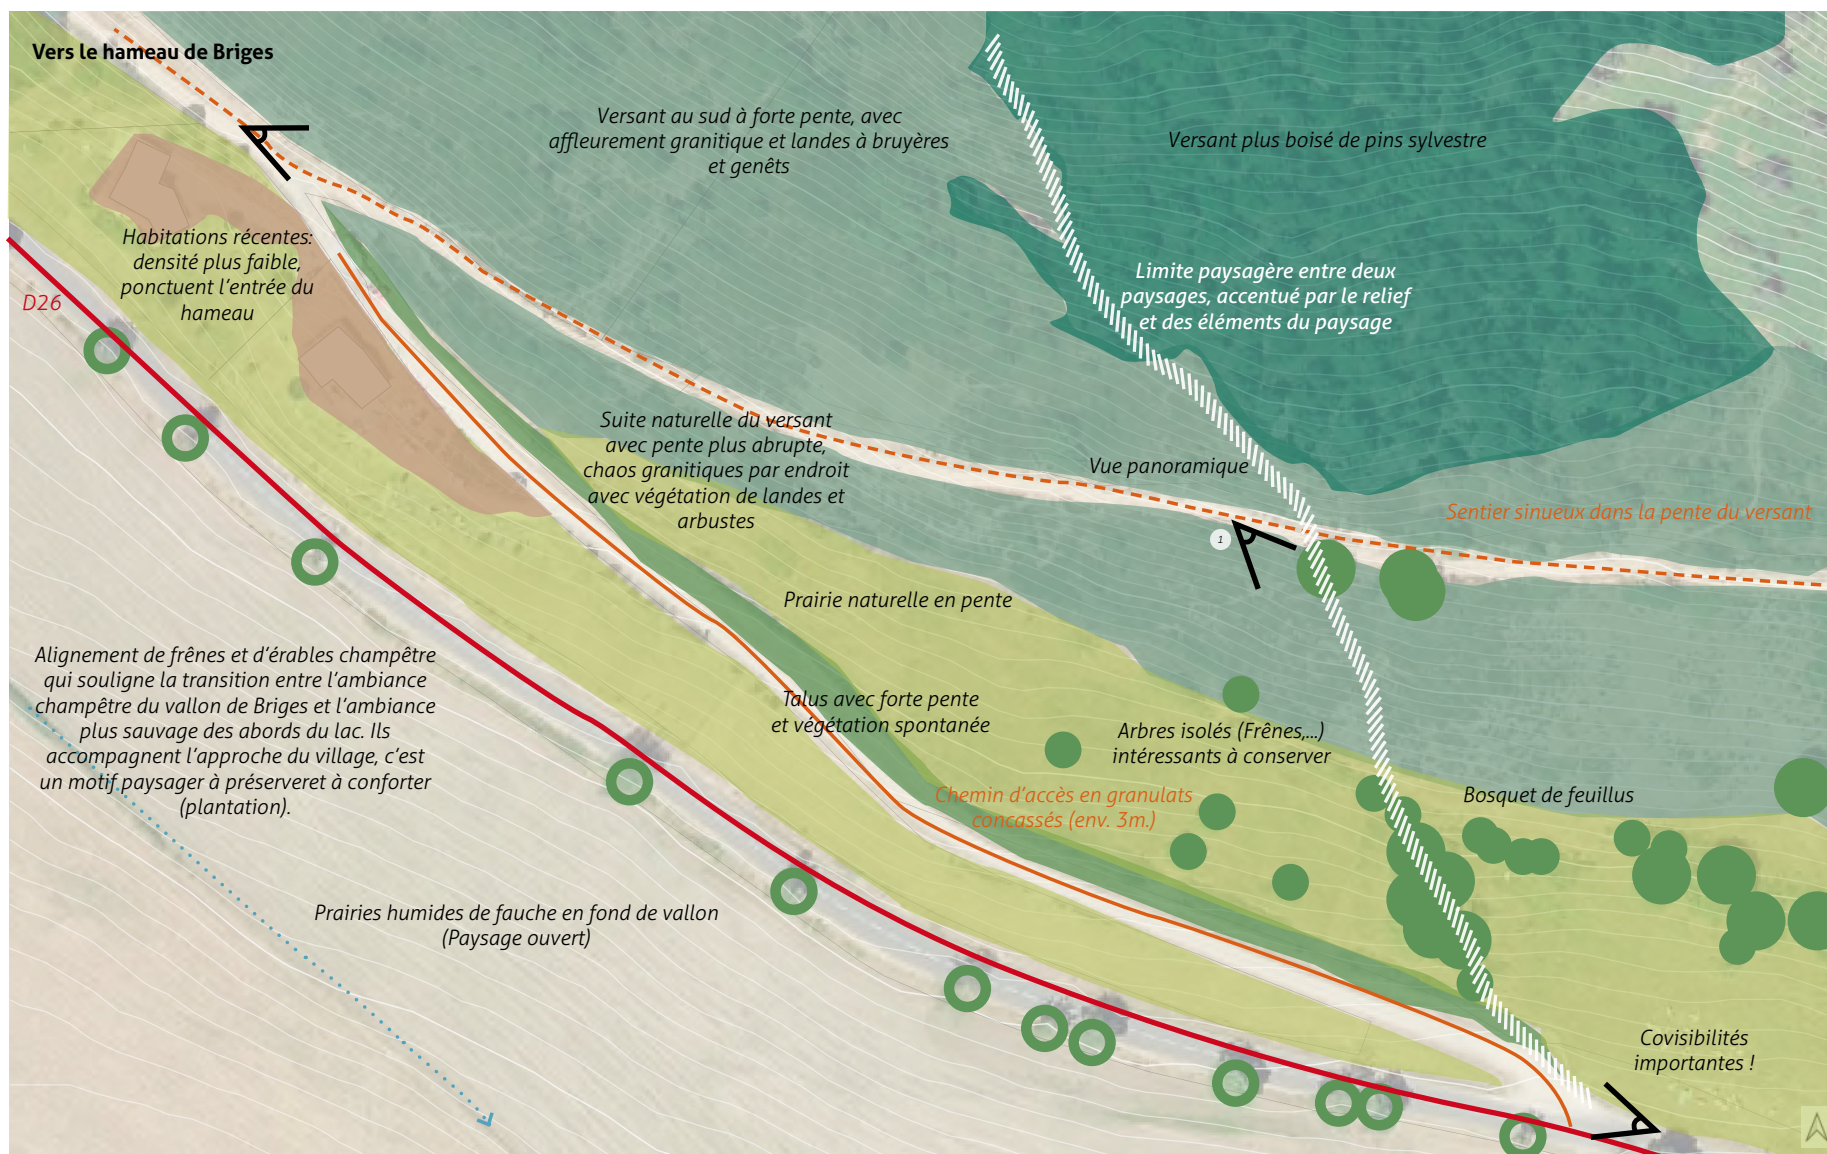 Vers le hameau de Briges
Versant au sud à forte pente, avec
affleurement granitique et landes à bruyères
et genêts
Versant plus boisé de pins sylvestre
Habitations récentes:
densité plus faible,
ponctuent l'entrée du
hameau
D26
Limite paysagère entre deux
paysages, accentué par le relief
et des éléments du paysage
Suite naturelle du versant
avec pente plus abrupte,
chaos granitiques par endroit
avec végétation de landes et
arbustes
Vue panoramique
Sentier sinueux dans la pente du versant
1
Prairie naturelle en pente
Alignement de frênes et d'érables champêtre
qui souligne la transition entre l'ambiance
champêtre du vallon de Briges et l'ambiance
plus sauvage des abords du lac. Ils
accompagnent l'approche du village, c'est
un motif paysager à préserveret à conforter
(plantation).
Talus avec forte pente
et végétation spontanée
Arbres isolés (Frênes,...)
intéressants à conserver
Chemin d'accès en granulats
concassés (env. 3m.)
Bosquet de feuillus
Prairies humides de fauche en fond de vallon
(Paysage ouvert)
Covisibilités
importantes !